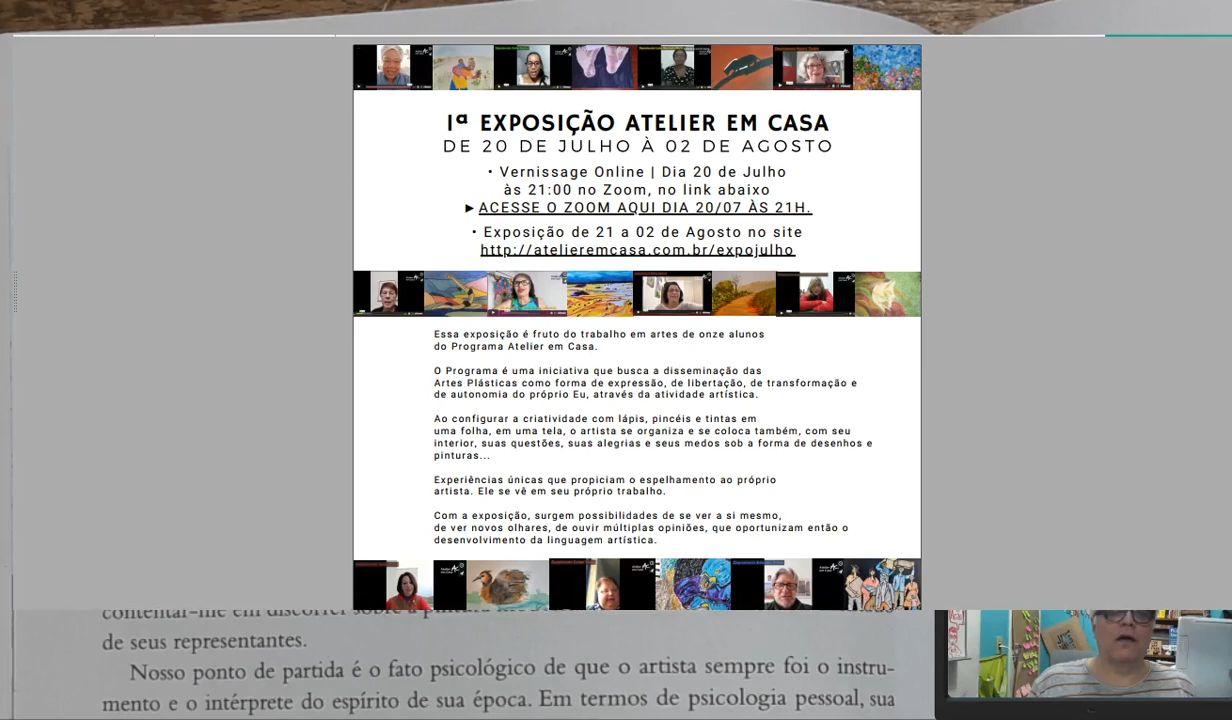 1ª EXPOSIÇÃO ATELIER EM CASA
DE 20 DE JULHO À 02 DE AGOSTO
• Vernissage Online | Dia 20 de Julho
às 21:00 no Zoom, no link abaixo
► ACESSE O ZOOM AQUI DIA 20/07 ÀS 21H.
• Exposição de 21 a 02 de Agosto no site
http://atelieremcasa.com.br/expojulho
Essa exposição é fruto do trabalho em artes de onze alunos
do Programa Atelier em Casa.
O Programa é uma iniciativa que busca a disseminação das
Artes Plásticas como forma de expressão, de libertação, de transformação e
de autonomia do próprio Eu, através da atividade artística.
Ao configurar a criatividade com lápis, pincéis e tintas em
uma folha, em uma tela, o artista se organiza e se coloca também, com seu
interior, suas questões, suas alegrias e seus medos sob a forma de desenhos e
pinturas...
Experiências únicas que propiciam o espelhamento ao próprio
artista. Ele se vê em seu próprio trabalho.
Com a exposição, surgem possibilidades de se ver a si mesmo,
de ver novos olhares, de ouvir múltiplas opiniões, que oportunizam então o
desenvolvimento da linguagem artística.
contentar-me em discorrer sobre a
de seus representantes.
Nosso ponto de partida é o fato psicológico de que o artista sempre foi o instru-
mento e o intérprete do espírito de sua época. Em termos de psicologia pessoal, sua